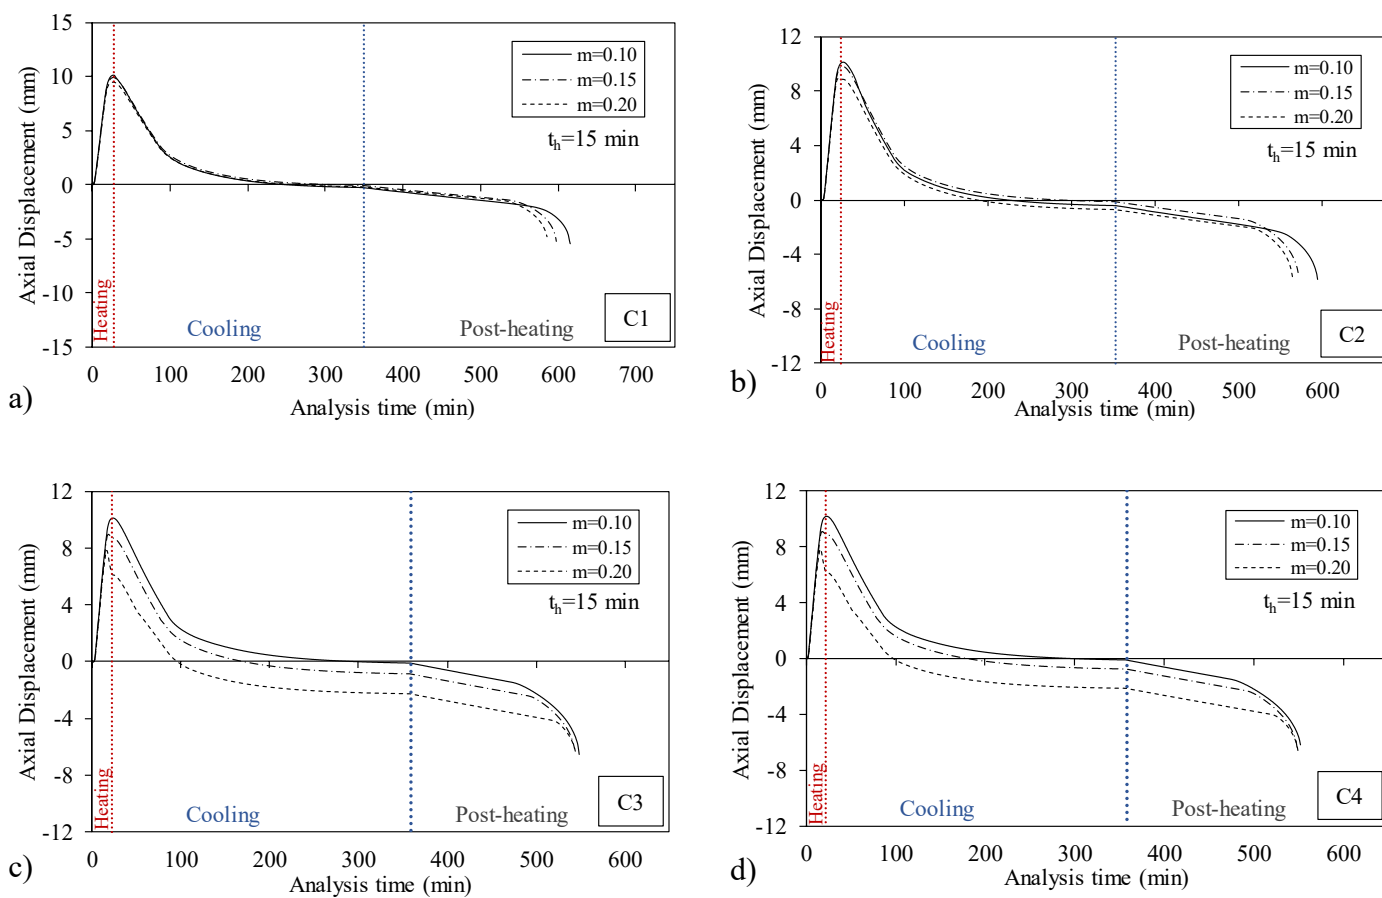 15
10
5
0
-5
-10
-15
Axial Displacement (mm)
m=0.10
m=0.15
m=0.20
t_h=15 min
Heating
Cooling
Post-heating
C1
0 100 200 300 400 500 600 700
Analysis time (min)
a)
12
8
4
0
-4
-8
-12
Axial Displacement (mm)
m=0.10
m=0.15
m=0.20
t_h=15 min
Heating
Cooling
Post-heating
C2
0 100 200 300 400 500 600
Analysis time (min)
b)
12
8
4
0
-4
-8
-12
Axial Displacement (mm)
m=0.10
m=0.15
m=0.20
t_h=15 min
Heating
Cooling
Post-heating
C3
0 100 200 300 400 500 600
Analysis time (min)
c)
12
8
4
0
-4
-8
-12
Axial Displacement (mm)
m=0.10
m=0.15
m=0.20
t_h=15 min
Heating
Cooling
Post-heating
C4
0 100 200 300 400 500 600
Analysis time (min)
d)